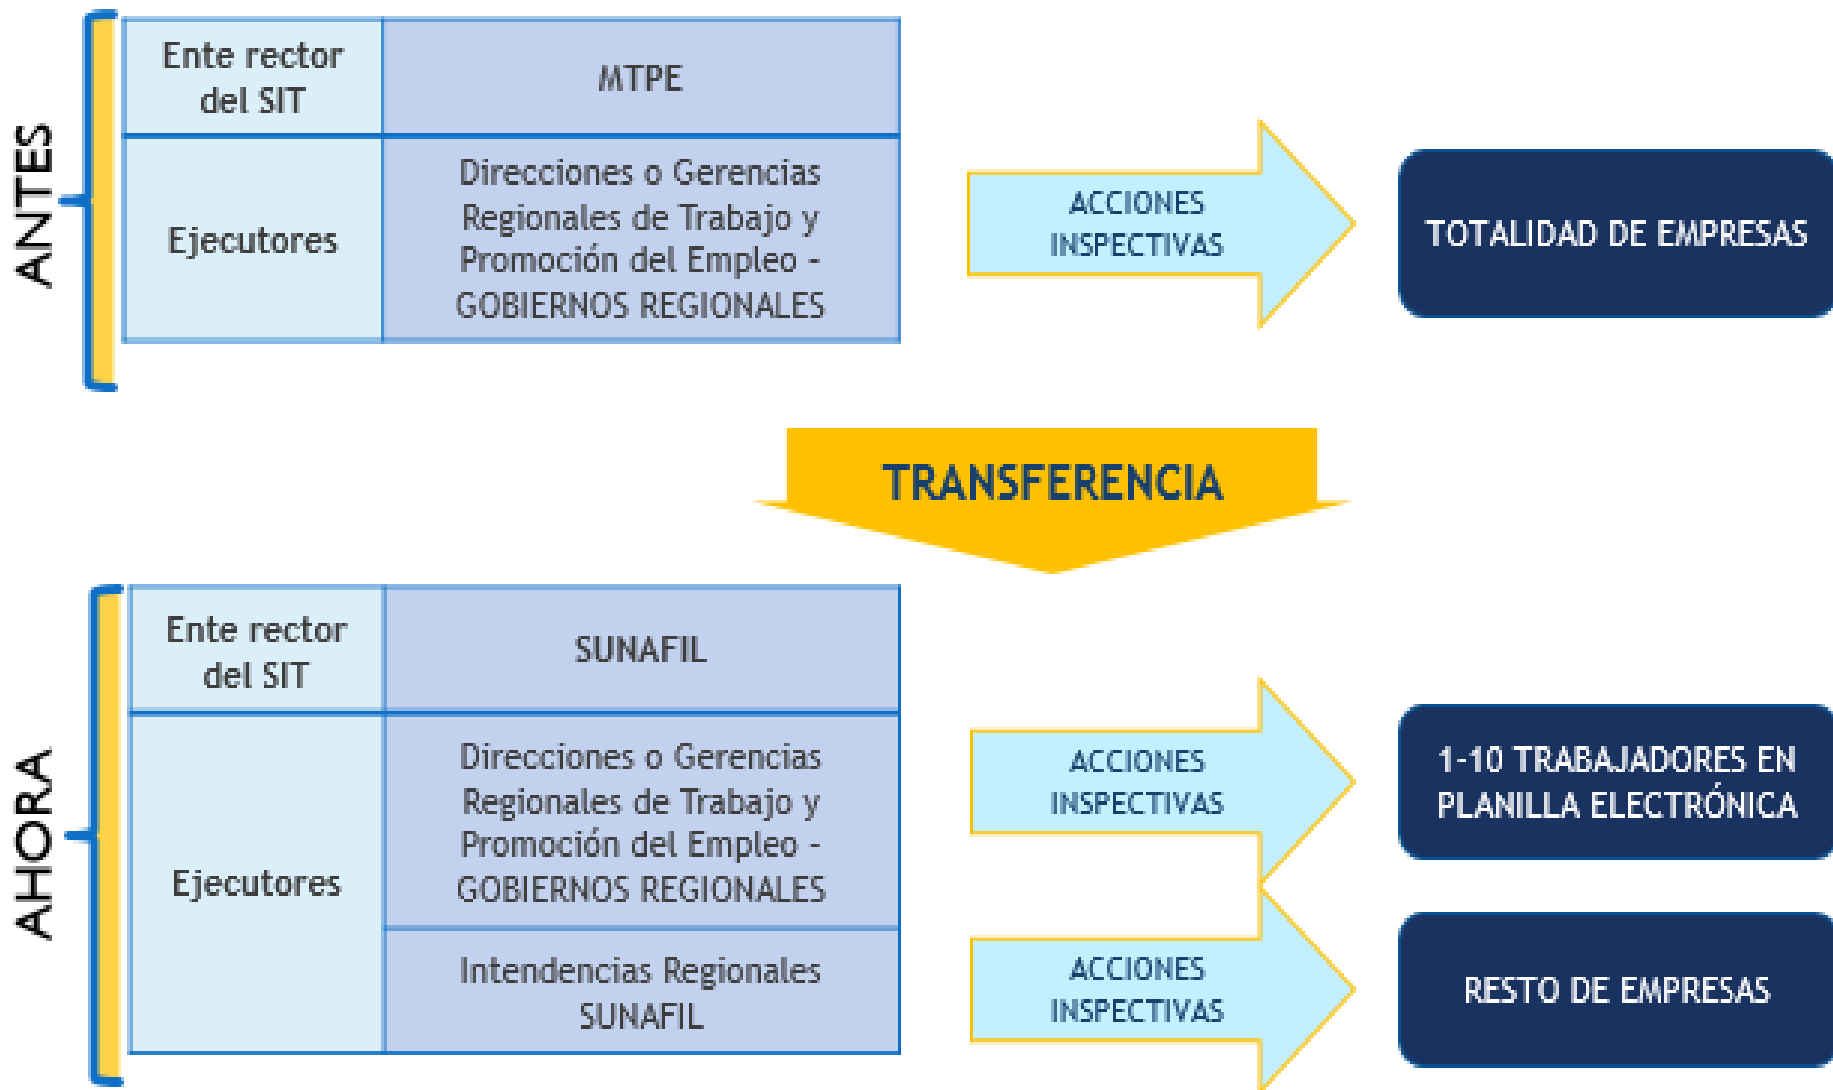 ANTES
Ente rector
del SIT
MTPE
Ejecutores
Direcciones o Gerencias
Regionales de Trabajo y
Promoción del Empleo -
GOBIERNOS REGIONALES
ACCIONES
INSPECTIVAS
TOTALIDAD DE EMPRESAS
TRANSFERENCIA
AHORA
Ente rector
del SIT
SUNAFIL
Ejecutores
Direcciones o Gerencias
Regionales de Trabajo y
Promoción del Empleo -
GOBIERNOS REGIONALES
ACCIONES
INSPECTIVAS
1-10 TRABAJADORES EN
PLANILLA ELECTRÓNICA
Intendencias Regionales
SUNAFIL
ACCIONES
INSPECTIVAS
RESTO DE EMPRESAS